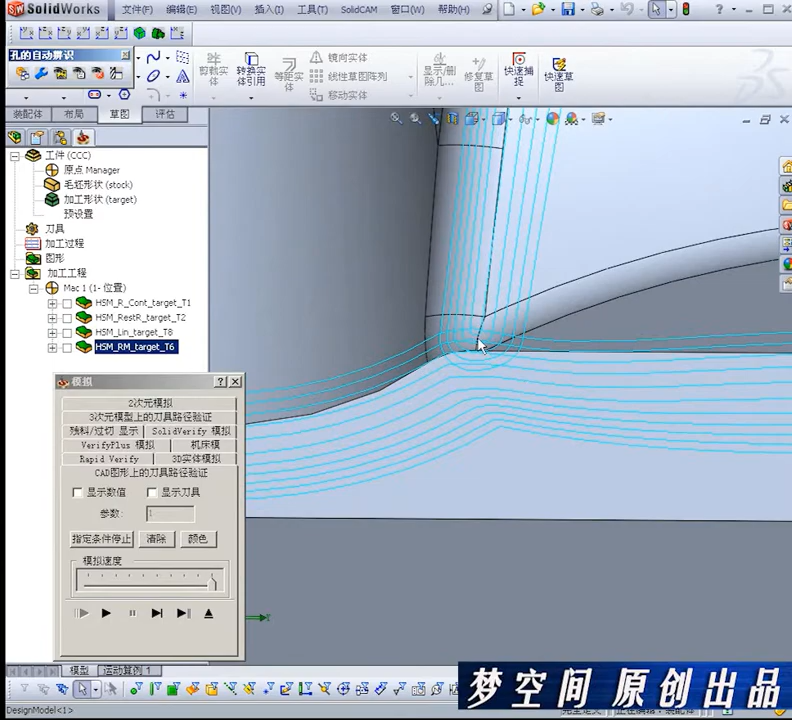 SolidWorks
文件(F)
编辑(E)
视图(V)
插入(I)
工具(T)
SolidCAM
窗口(W)
帮助(H)
孔的自动辨识
剪裁实体
转换实体引用
等距实体
镜向实体
线性草图阵列
移动实体
显示/删除几...
修复草图
快速捕捉
快速草图
装配体
布局
草图
评估
工件 (CCC)
原点 Manager
毛坯形状 (stock)
加工形状 (target)
预设置
刀具
加工过程
图形
加工工程
Mac 1 (1- 位置)
HSM_R_Cont_target_T1
HSM_RestR_target_T2
HSM_Lin_target_T8
HSM_RM_target_T6
模拟
2次元模拟
3次元模型上的刀具路径验证
残料/过切 显示
SolidVerify 模拟
VerifyPlus 模拟
机床模
Rapid Verify
3D实体模拟
CAD图形上的刀具路径验证
显示数值
显示刀具
参数:
1
指定条件停止
清除
颜色
模拟速度
模型
运动算例 1
DesignModel<1>
梦空间 原创出品